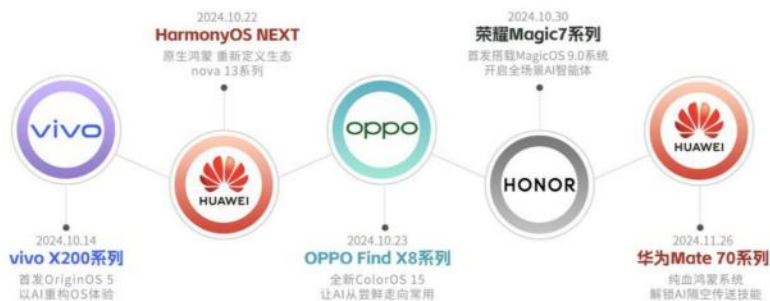 2024.10.22
HarmonyOS NEXT
原生鸿蒙 重新定义生态
nova 13系列
2024.10.30
荣耀Magic7系列
首发搭载MagicOS 9.0系统
开启全场景AI智能体
vivo
HUAWEI
oppo
HONOR
HUAWEI
2024.10.14
vivo X200系列
首发OriginOS 5
以AI重构OS体验
2024.10.23
OPPO Find X8系列
全新ColorOS 15
让AI从尝鲜走向常用
2024.11.26
华为Mate 70系列
纯血鸿蒙系统
解锁AI隔空传送技能